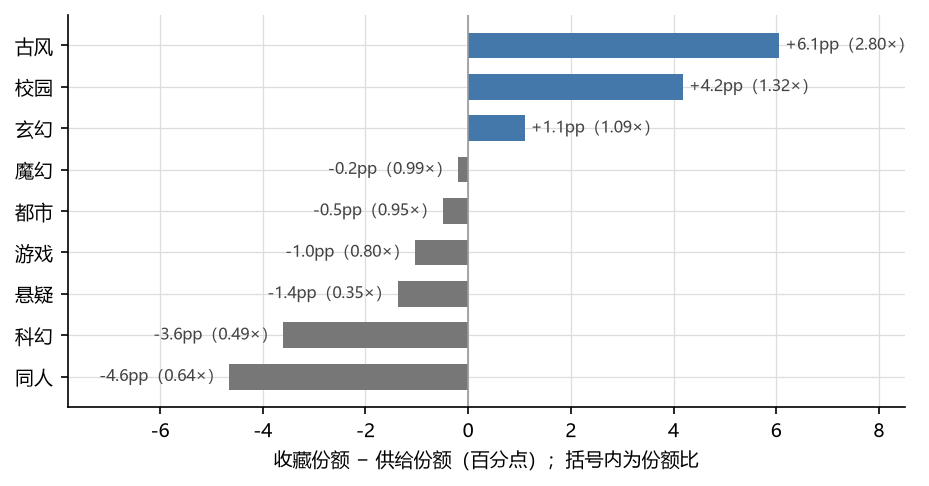 古风 +6.1pp（2.80×）
校园 +4.2pp（1.32×）
玄幻 +1.1pp（1.09×）
魔幻 -0.2pp（0.99×）
都市 -0.5pp（0.95×）
游戏 -1.0pp（0.80×）
悬疑 -1.4pp（0.35×）
科幻 -3.6pp（0.49×）
同人 -4.6pp（0.64×）
-6 -4 -2 0 2 4 6 8
收藏份额 − 供给份额（百分点）；括号内为份额比